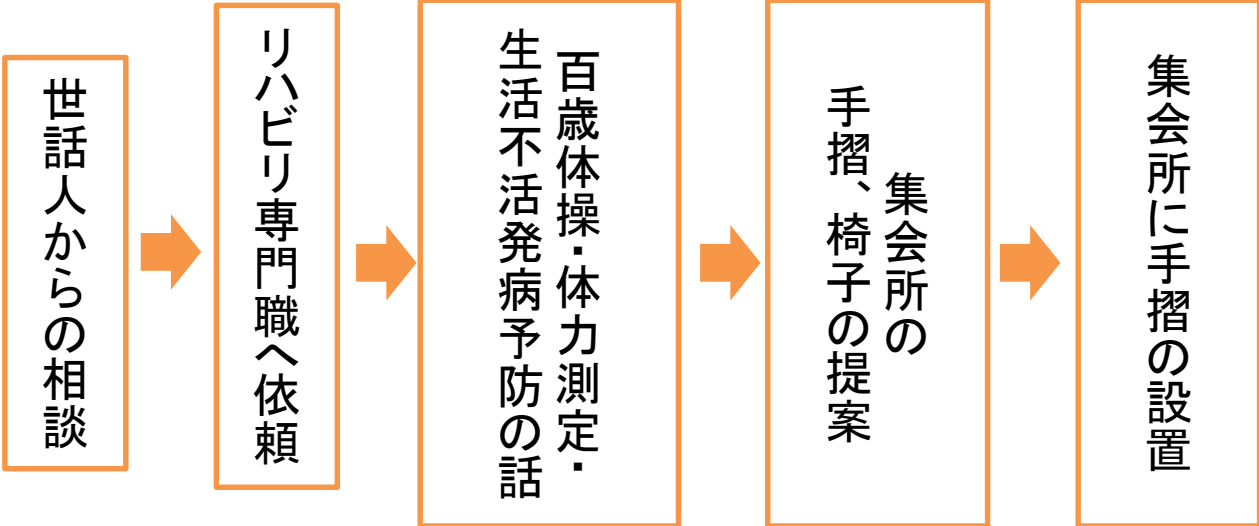 世話人からの相談
リハビリ専門職へ依頼
百歳体操・体力測定・
生活不活発病予防の話
集会所の
手摺、椅子の提案
集会所に手摺の設置